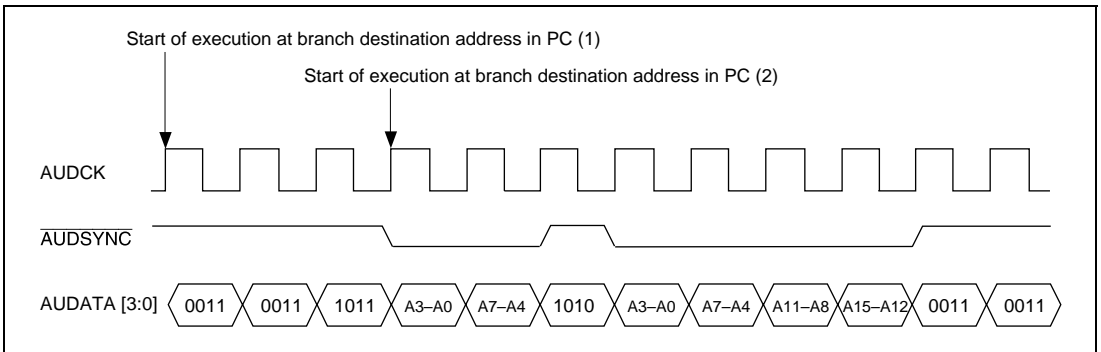 Start of execution at branch destination address in PC (1)
Start of execution at branch destination address in PC (2)
AUDCK
AUDSYNC
AUDATA [3:0] 0011 0011 1011 A3–A0 A7–A4 1010 A3–A0 A7–A4 A11–A8 A15–A12 0011 0011